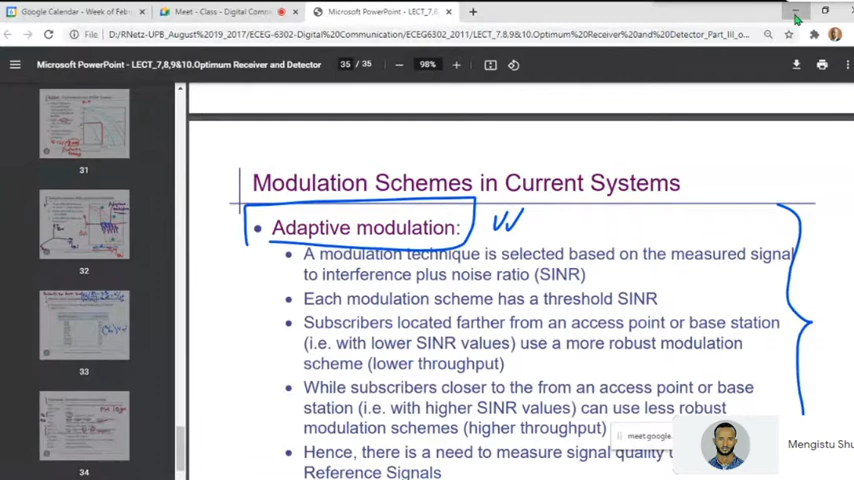 Google Calendar - Week of Feb
Meet - Class - Digital Comm
Microsoft PowerPoint - LECT_7,8
File
D:/RNetz-UPB_August%2019_2017/ECEG-6302-Digital%20Communication/ECEG6302_2011/LECT_7.8.9&10.Optimum%20Receiver%20and%20Detector_Part_III_o...
Microsoft PowerPoint - LECT_7,8,9&10.Optimum Receiver and Detector
35 / 35
98%
31
32
33
34
Modulation Schemes in Current Systems
• Adaptive modulation:
• A modulation technique is selected based on the measured signal
to interference plus noise ratio (SINR)
• Each modulation scheme has a threshold SINR
• Subscribers located farther from an access point or base station
(i.e. with lower SINR values) use a more robust modulation
scheme (lower throughput)
• While subscribers closer to the from an access point or base
station (i.e. with higher SINR values) can use less robust
modulation schemes (higher throughput)
• Hence, there is a need to measure signal quality
Reference Signals
meet.google.
Mengistu Shu